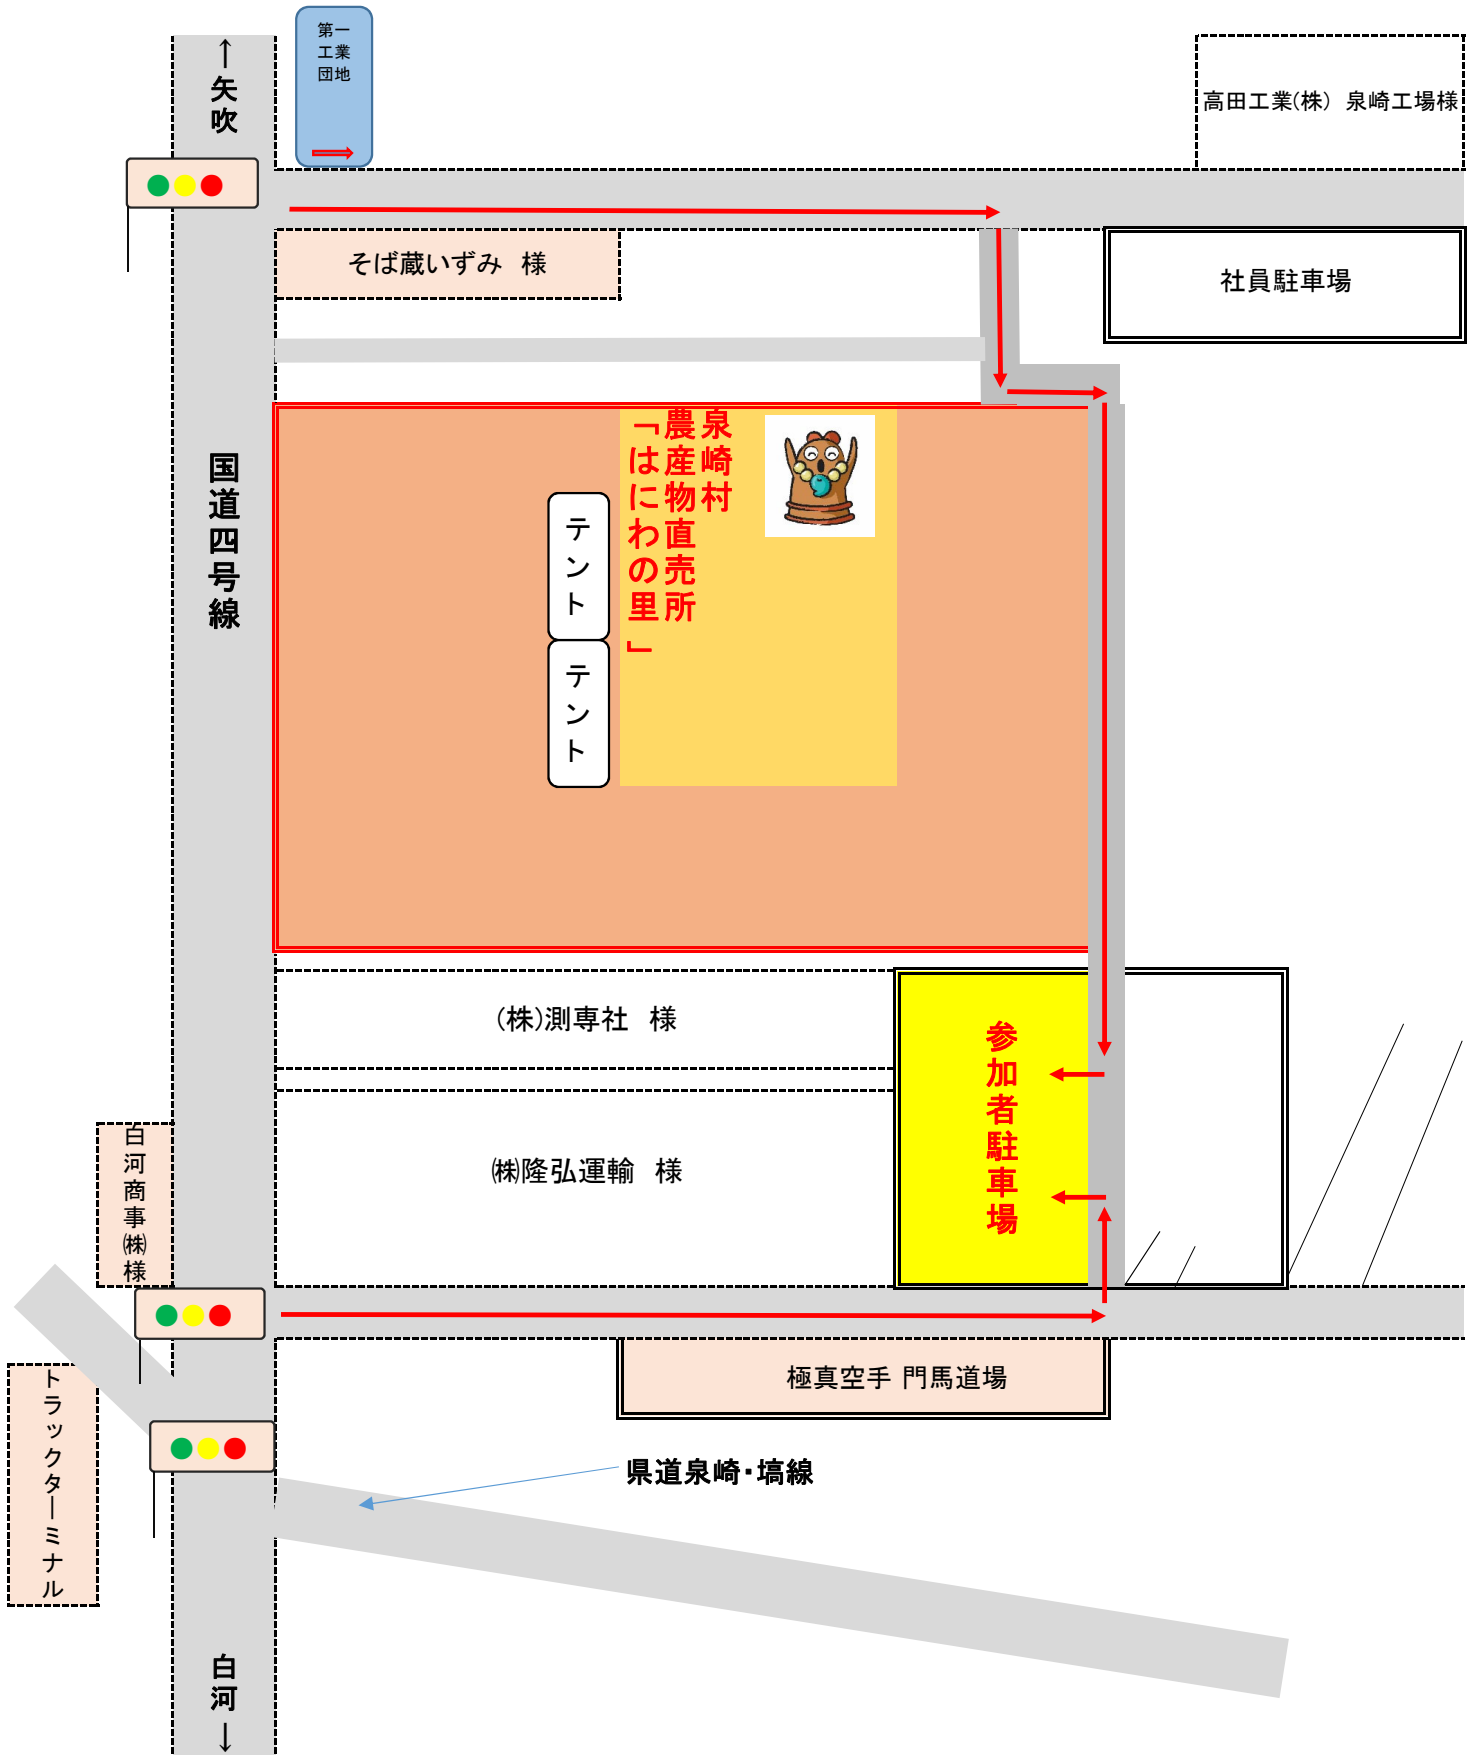 第一
工業
団地
↑矢吹
高田工業(株) 泉崎工場様
そば蔵いずみ 様
社員駐車場
国道四号線
泉崎村
農産物直売所
「はにわの里」
テント
テント
(株)測専社 様
参加者駐車場
㈱隆弘運輸 様
白河商事㈱様
極真空手 門馬道場
トラックターミナル
県道泉崎・塙線
白河↓